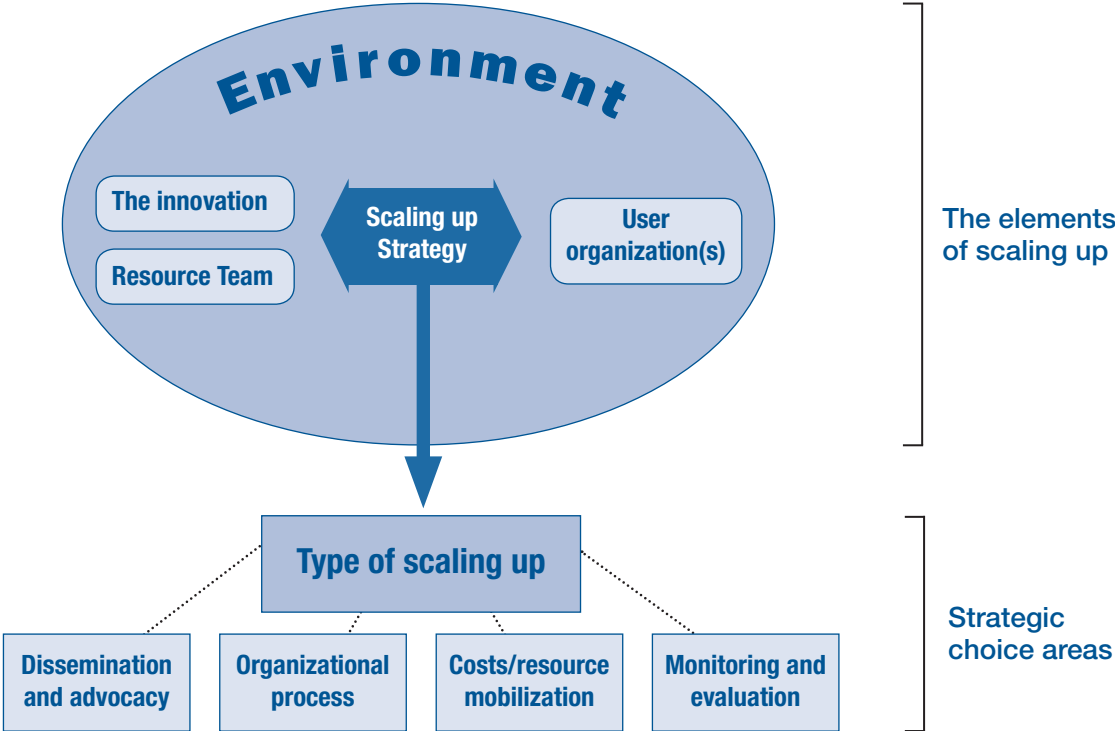 Environment
The innovation
Resource Team
Scaling up
Strategy
User
organization(s)
The elements
of scaling up
Type of scaling up
Dissemination
and advocacy
Organizational
process
Costs/resource
mobilization
Monitoring and
evaluation
Strategic
choice areas